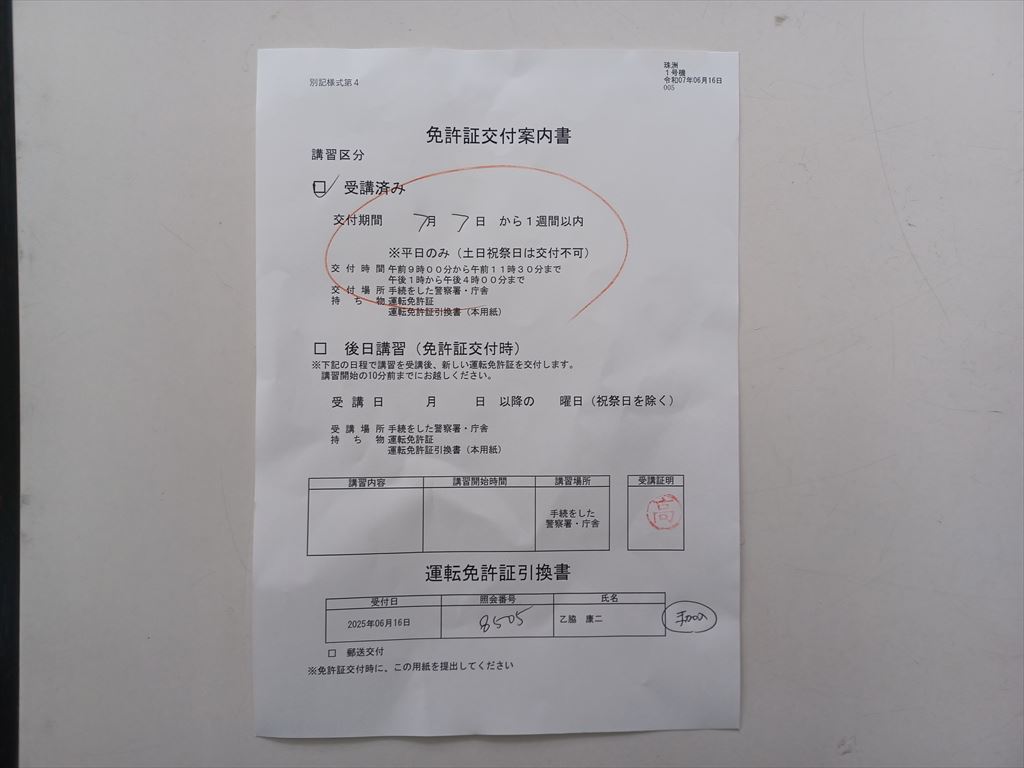 別記様式第4
珠洲
1号機
令和07年06月16日
005
免許証交付案内書
講習区分
□ 受講済み
交付期間 7月 7日 から1週間以内
※平日のみ（土日祝祭日は交付不可）
交付時間 午前9時00分から午前11時30分まで
午後1時から午後4時00分まで
交付場所 手続をした警察署・庁舎
持ち物 運転免許証
運転免許証引換書（本用紙）
□ 後日講習（免許証交付時）
※下記の日程で講習を受講後、新しい運転免許証を交付します。
講習開始の10分前までにお越しください。
受講日 月 日 以降の 曜日（祝祭日を除く）
受講場所 手続をした警察署・庁舎
持ち物 運転免許証
運転免許証引換書（本用紙）
講習内容 講習開始時間 講習場所 受講証明
手続をした
警察署・庁舎
高
運転免許証引換書
受付日 照会番号 氏名
2025年06月16日 8505 乙脇 康二
□ 郵送交付
※免許証交付時に、この用紙を提出してください